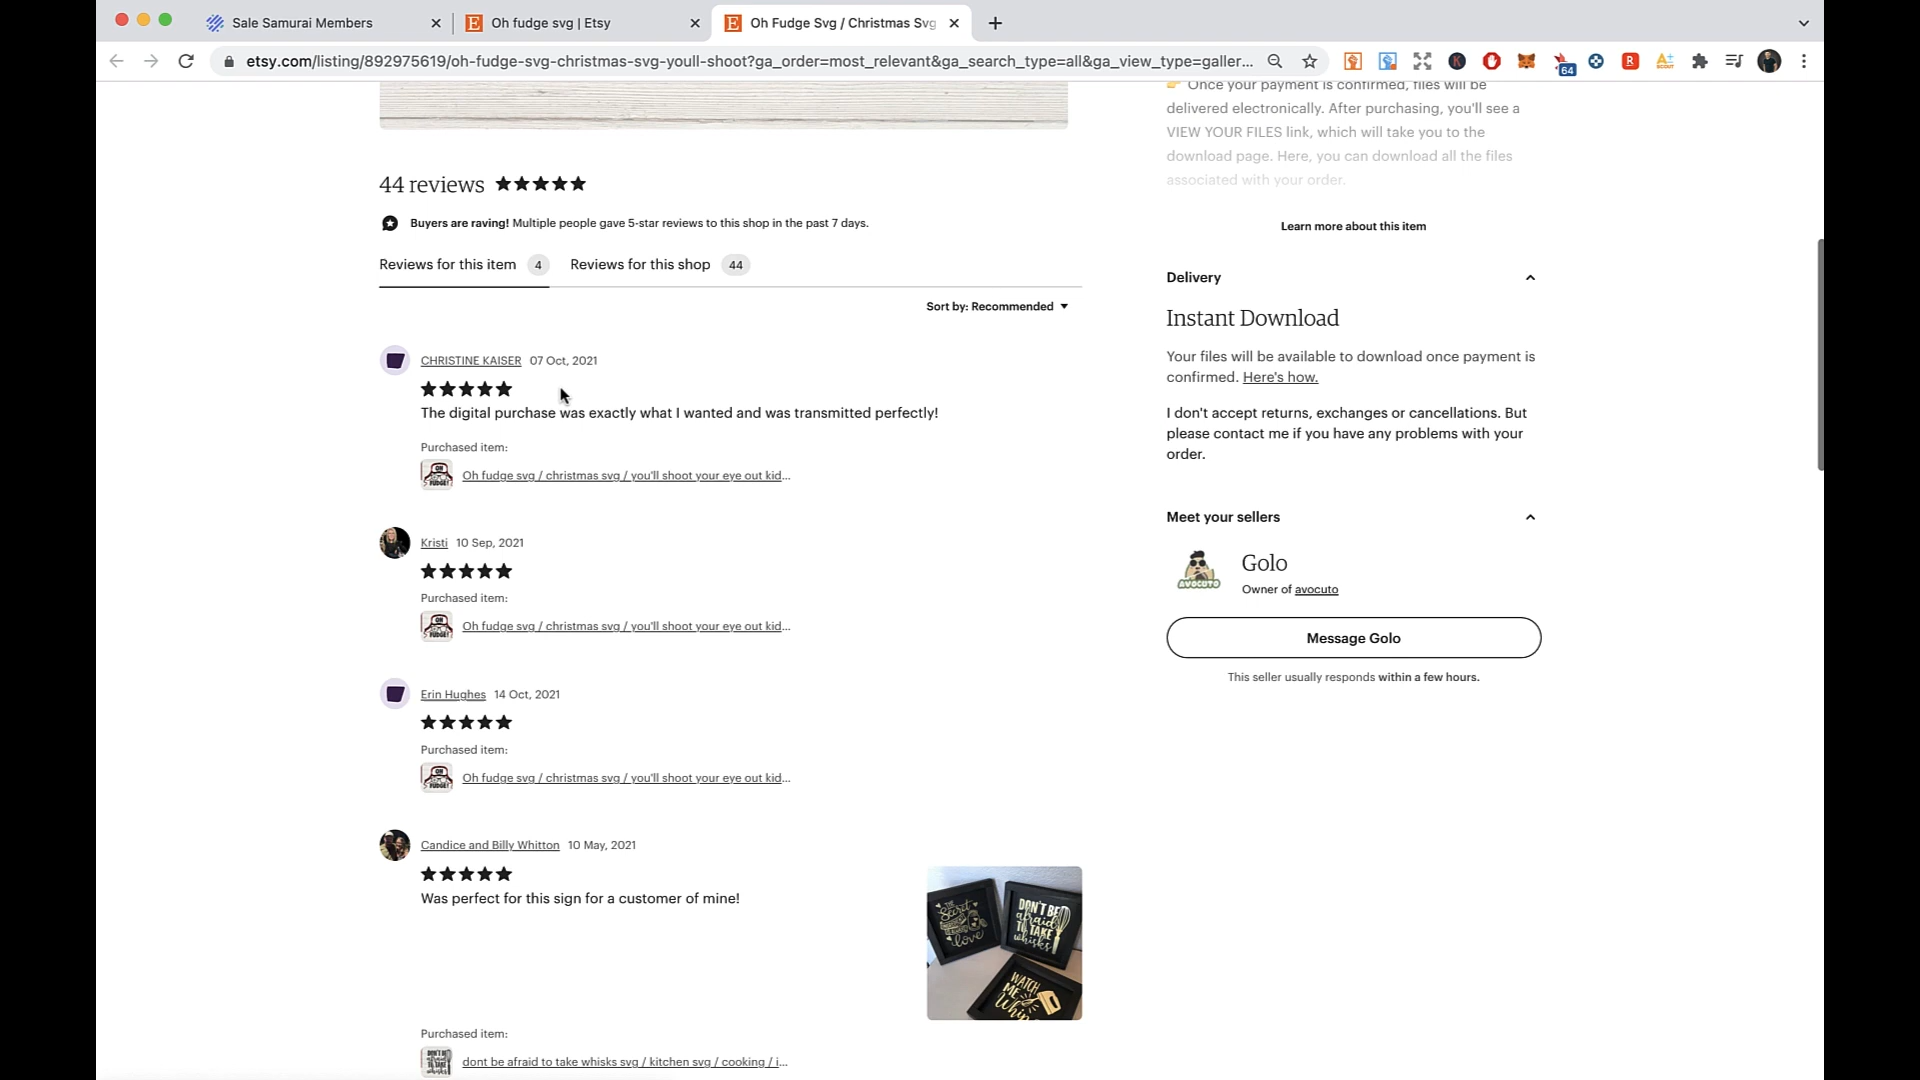 Sale Samurai Members
Oh fudge svg | Etsy
Oh Fudge Svg / Christmas Svg
etsy.com/listing/892975619/oh-fudge-svg-christmas-svg-youll-shoot?ga_order=most_relevant&ga_search_type=all&ga_view_type=galler...
64
Once your payment is confirmed, files will be
delivered electronically. After purchasing, you'll see a
VIEW YOUR FILES link, which will take you to the
download page. Here, you can download all the files
associated with your order.
Learn more about this item
44 reviews
Buyers are raving! Multiple people gave 5-star reviews to this shop in the past 7 days.
Reviews for this item 4 Reviews for this shop 44
Sort by: Recommended
CHRISTINE KAISER 07 Oct, 2021
The digital purchase was exactly what I wanted and was transmitted perfectly!
Purchased item:
Oh fudge svg / christmas svg / you'll shoot your eye out kid...
Kristi 10 Sep, 2021
Purchased item:
Oh fudge svg / christmas svg / you'll shoot your eye out kid...
Erin Hughes 14 Oct, 2021
Purchased item:
Oh fudge svg / christmas svg / you'll shoot your eye out kid...
Candice and Billy Whitton 10 May, 2021
Was perfect for this sign for a customer of mine!
DON'T BE
afraid
TO TAKE
whisks
WATCH
ME
Whip
Purchased item:
dont be afraid to take whisks svg / kitchen svg / cooking / i...
Delivery
Instant Download
Your files will be available to download once payment is
confirmed. Here's how.
I don't accept returns, exchanges or cancellations. But
please contact me if you have any problems with your
order.
Meet your sellers
AVOCUTO
Golo
Owner of avocuto
Message Golo
This seller usually responds within a few hours.